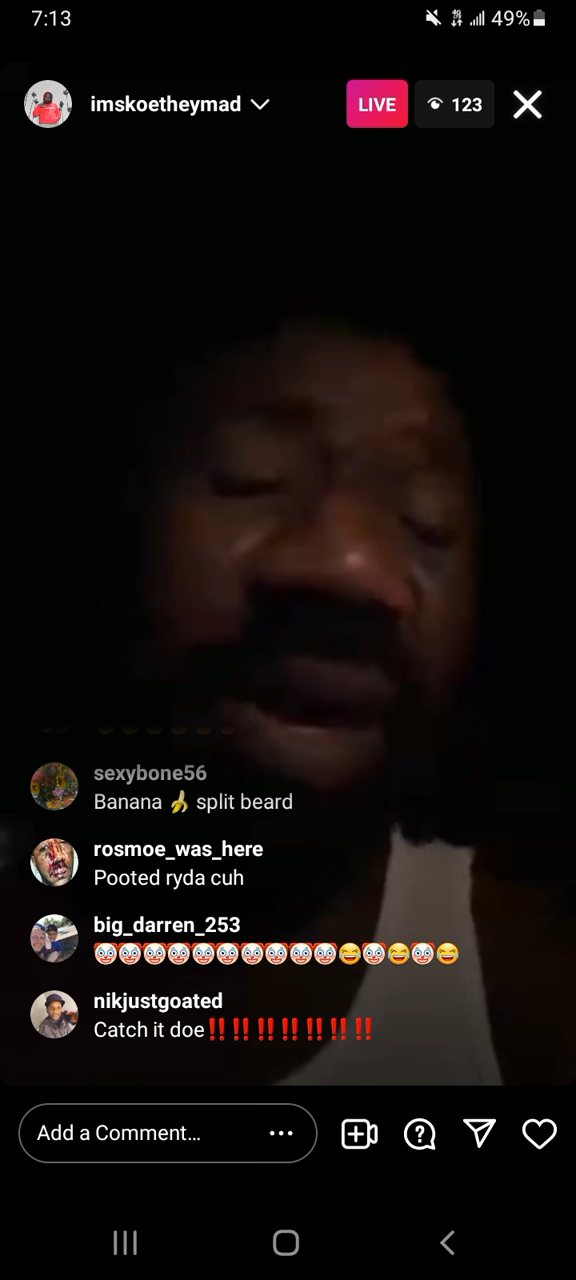 7:13 49%
imskoetheymad LIVE 123
sexybone56
Banana 🍌 split beard
rosmoe_was_here
Pooted ryda cuh
big_darren_253
🤡🤡🤡🤡🤡🤡🤡🤡🤡🤡😂🤡😂🤡😂
nikjustgoated
Catch it doe‼️‼️‼️‼️‼️‼️‼️
Add a Comment...